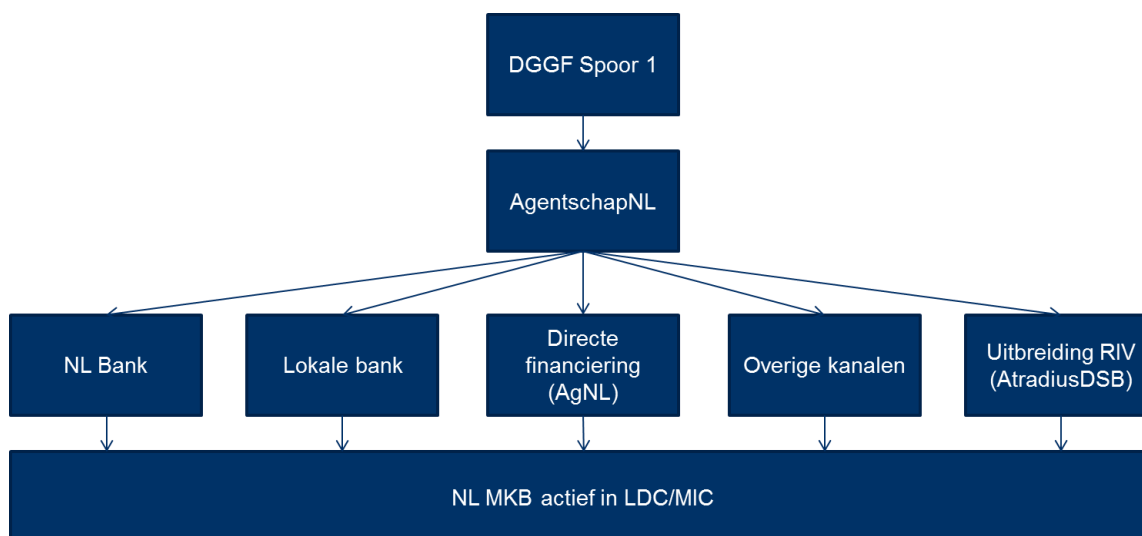 DGGF Spoor 1
AgentschapNL
NL Bank
Lokale bank
Directe
financiering
(AgNL)
Overige kanalen
Uitbreiding RIV
(AtradiusDSB)
NL MKB actief in LDC/MIC